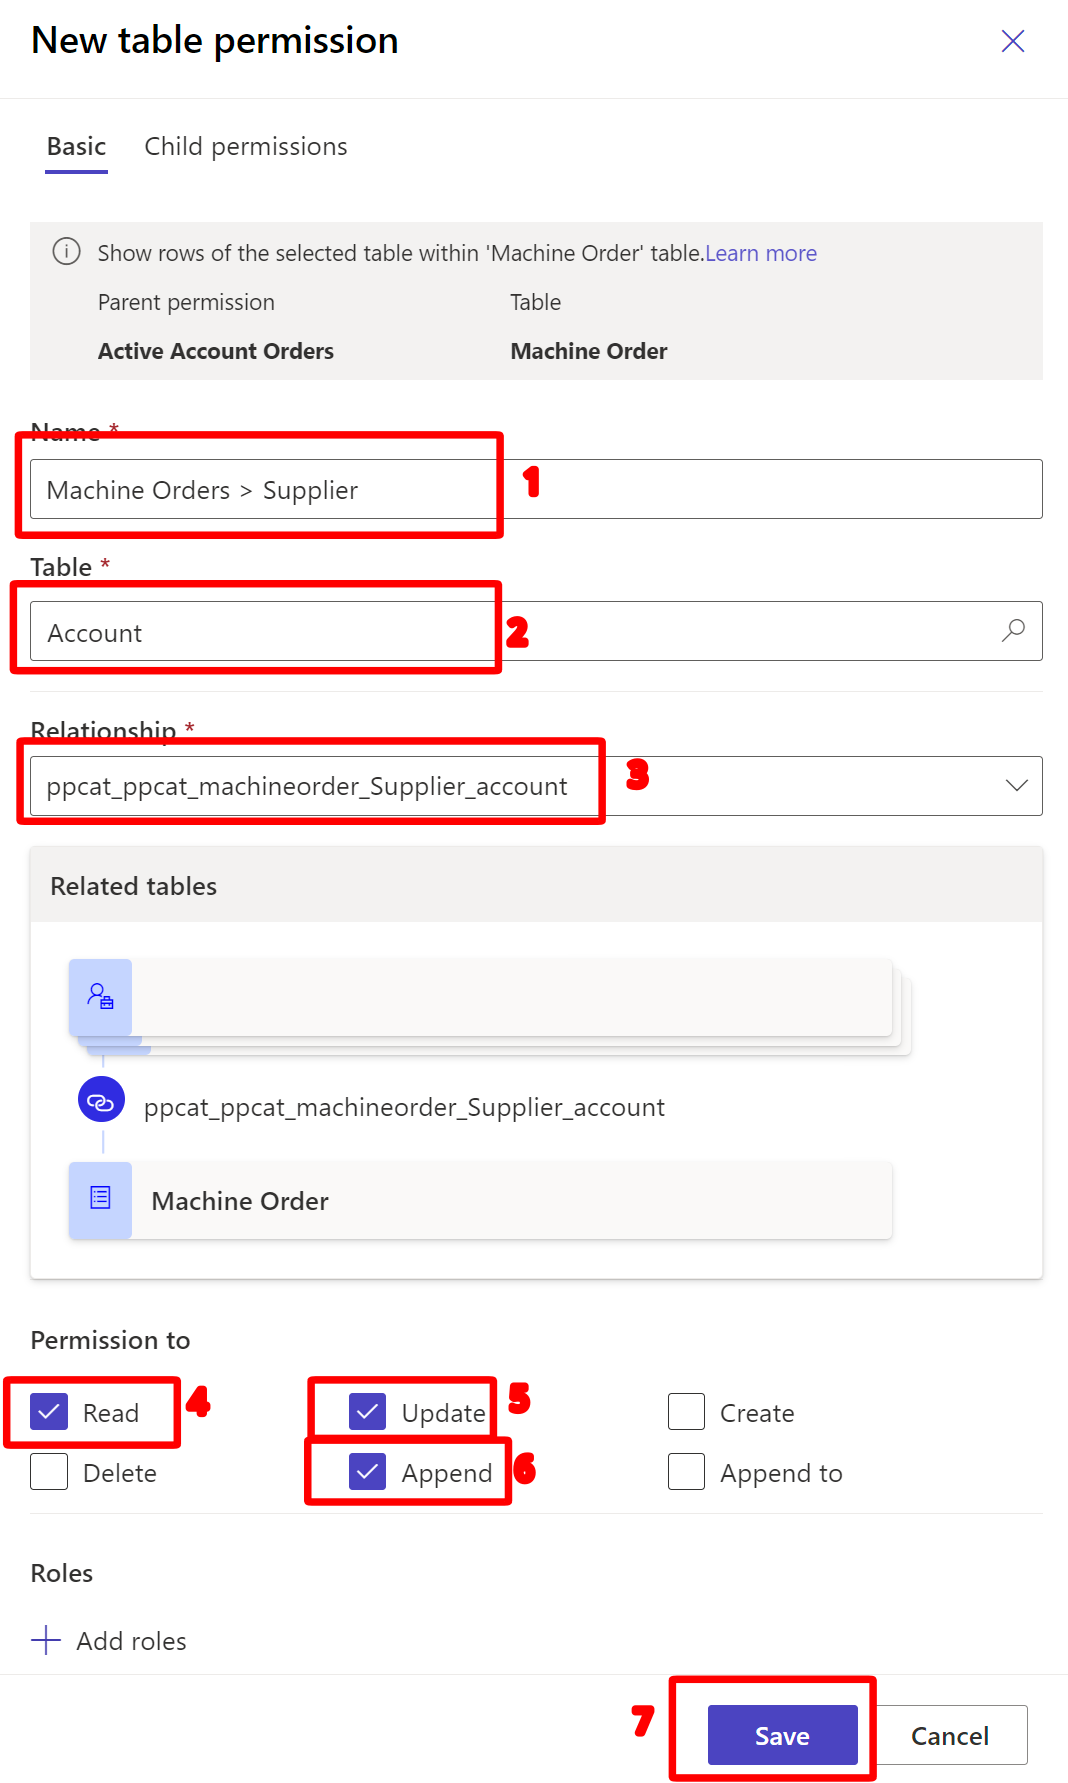 New table permission
Basic Child permissions
Show rows of the selected table within 'Machine Order' table.Learn more
Parent permission Table
Active Account Orders Machine Order
Name *
Machine Orders > Supplier 1
Table *
Account 2
Relationship *
ppcat_ppcat_machineorder_Supplier_account 3
Related tables
ppcat_ppcat_machineorder_Supplier_account
Machine Order
Permission to
Read 4 Update 5 Create
Delete Append 6 Append to
Roles
Add roles
7 Save Cancel